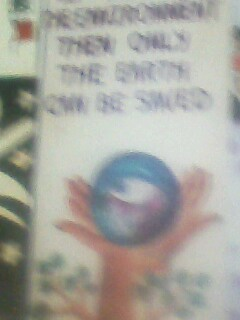 THE ENVIRONMENT
THEN ONLY
THE EARTH
CAN BE SAVED